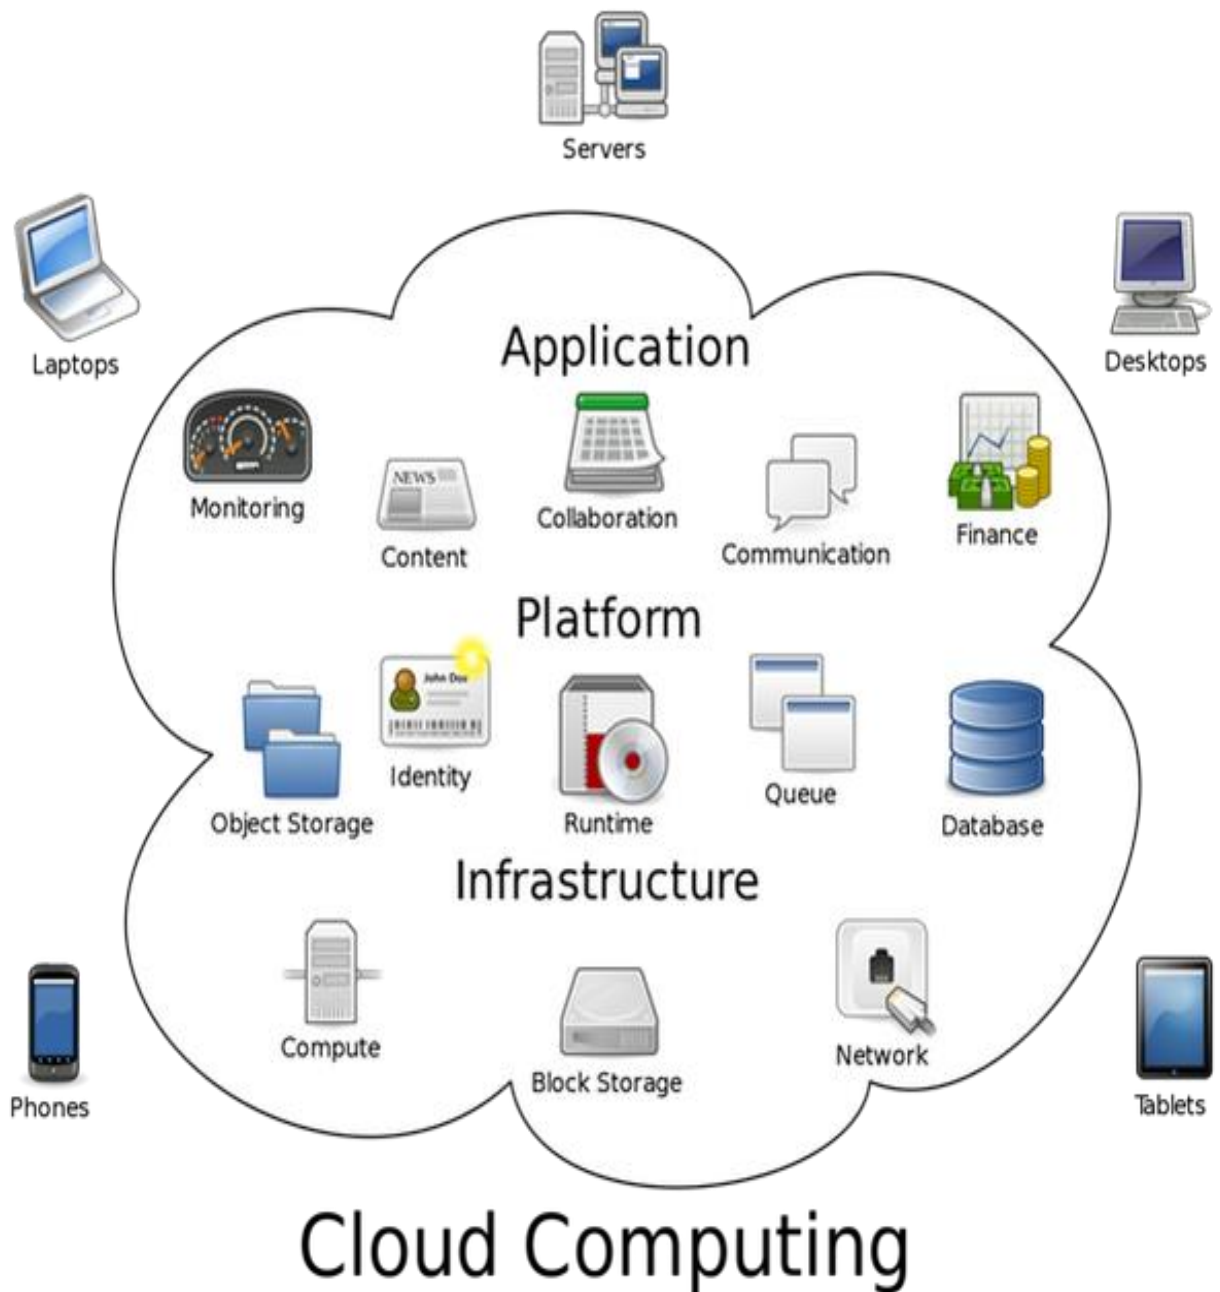 Servers
Laptops
Desktops
Application
Monitoring
Content
Collaboration
Communication
Finance
NEWS
Platform
John Doe
Object Storage
Identity
Runtime
Queue
Database
Infrastructure
Compute
Block Storage
Network
Phones
Tablets
Cloud Computing